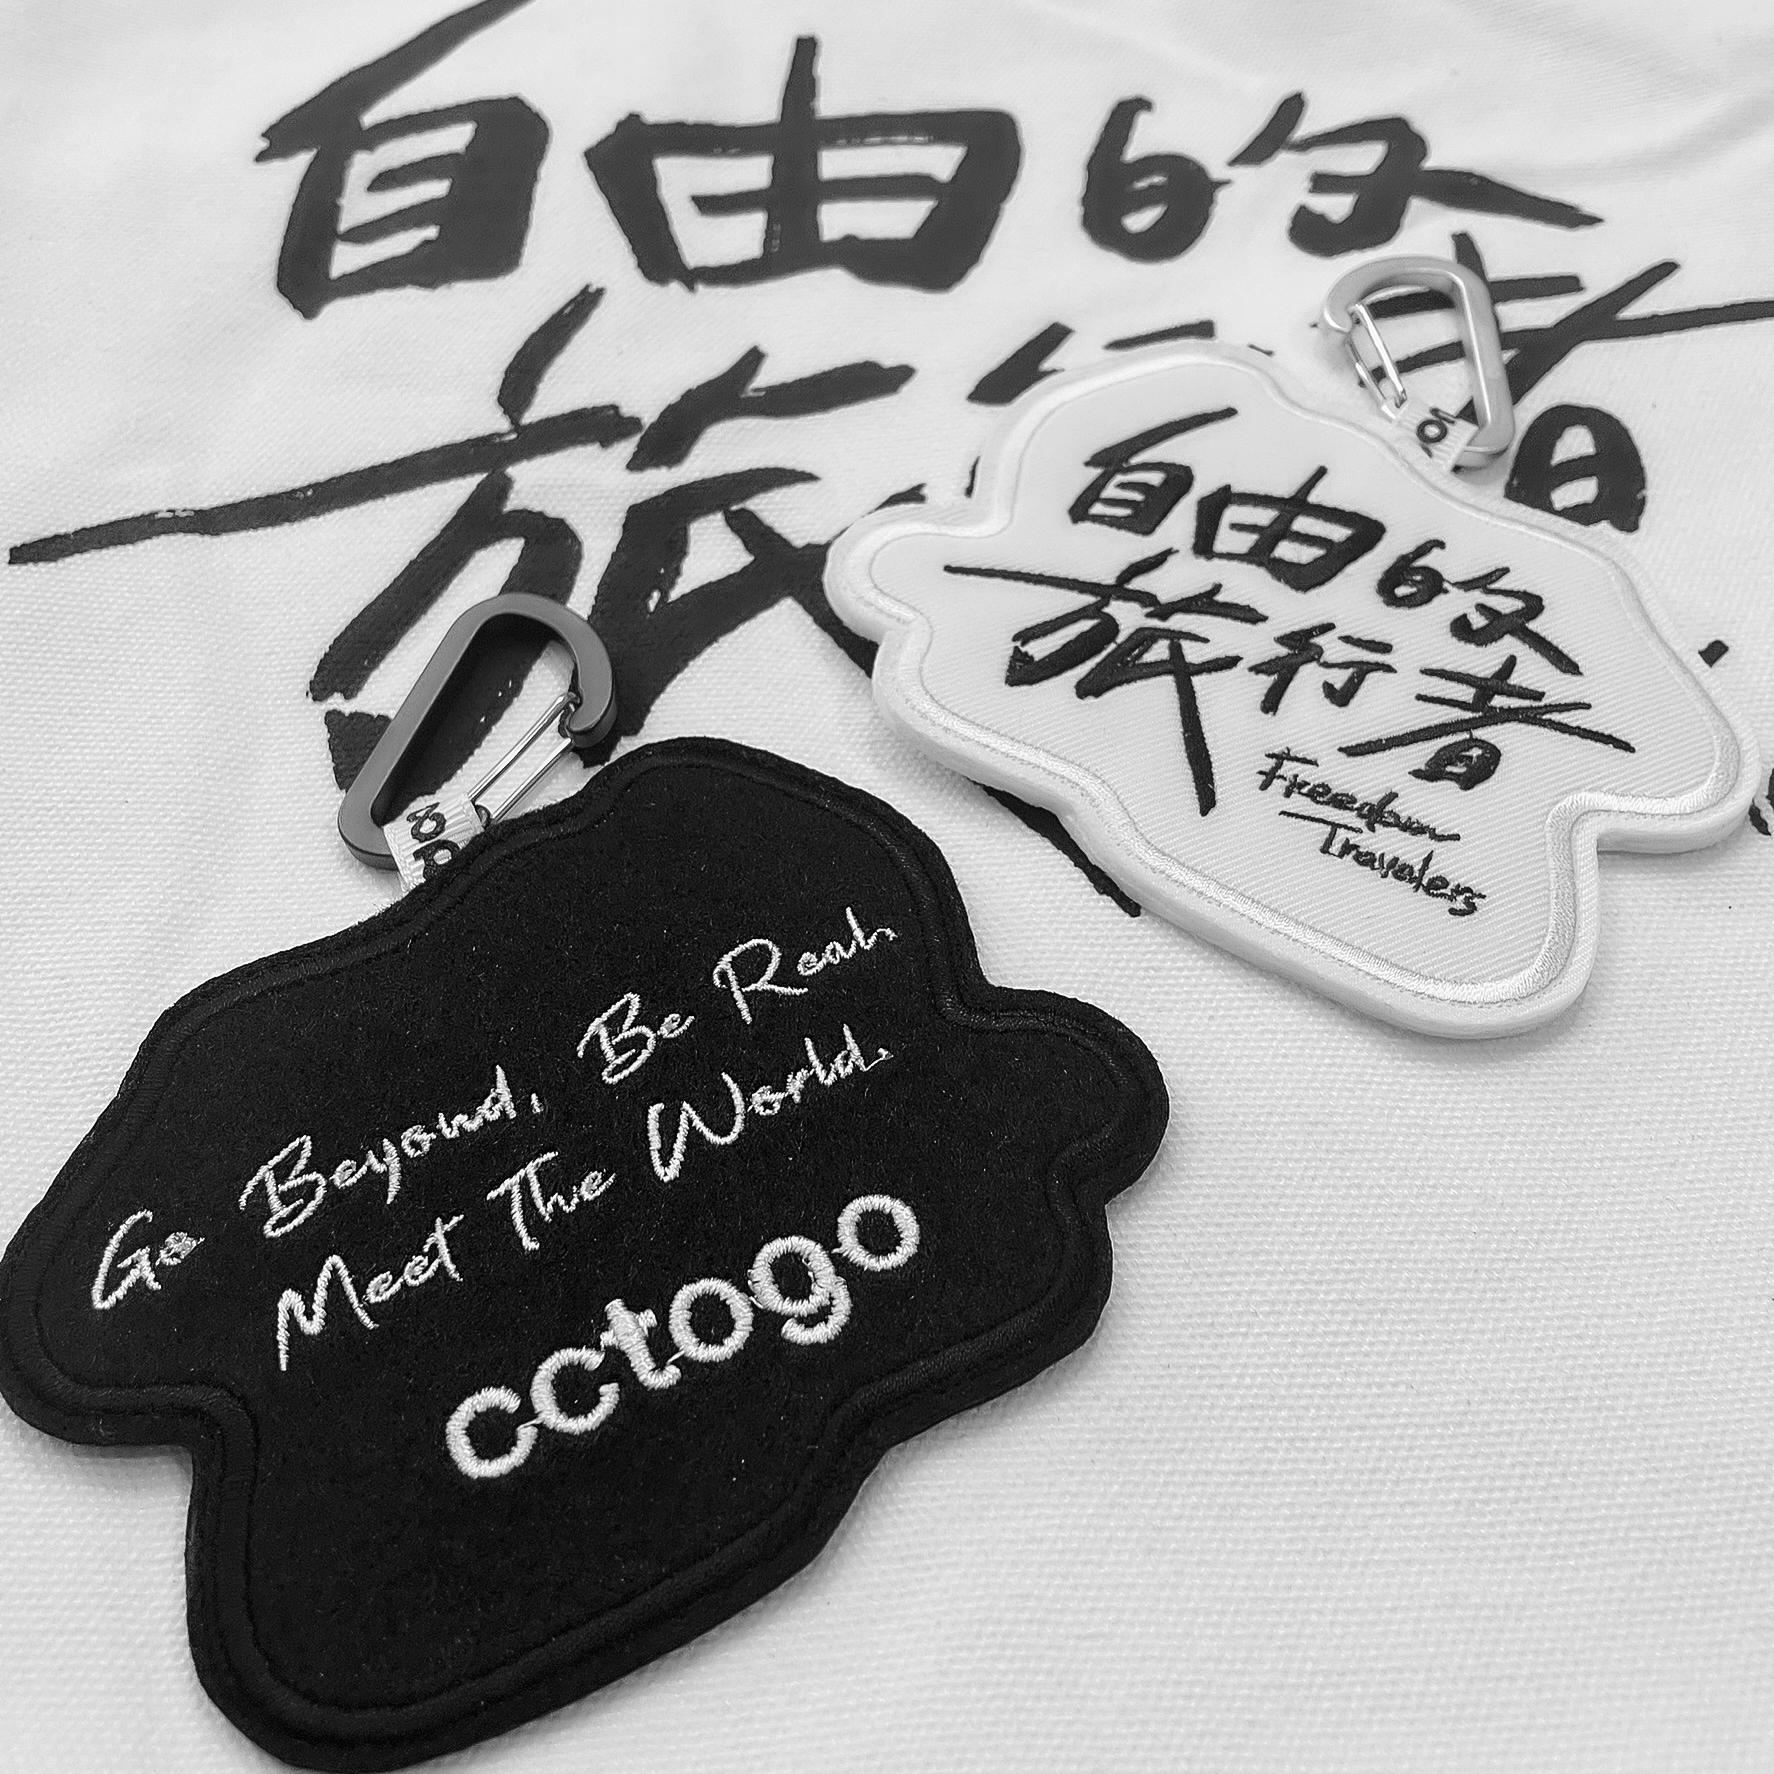 自由的
旅行者
自由的
旅行者
Freedom
Travelers
Go Beyond, Be Real.
Meet The World.
cctogo